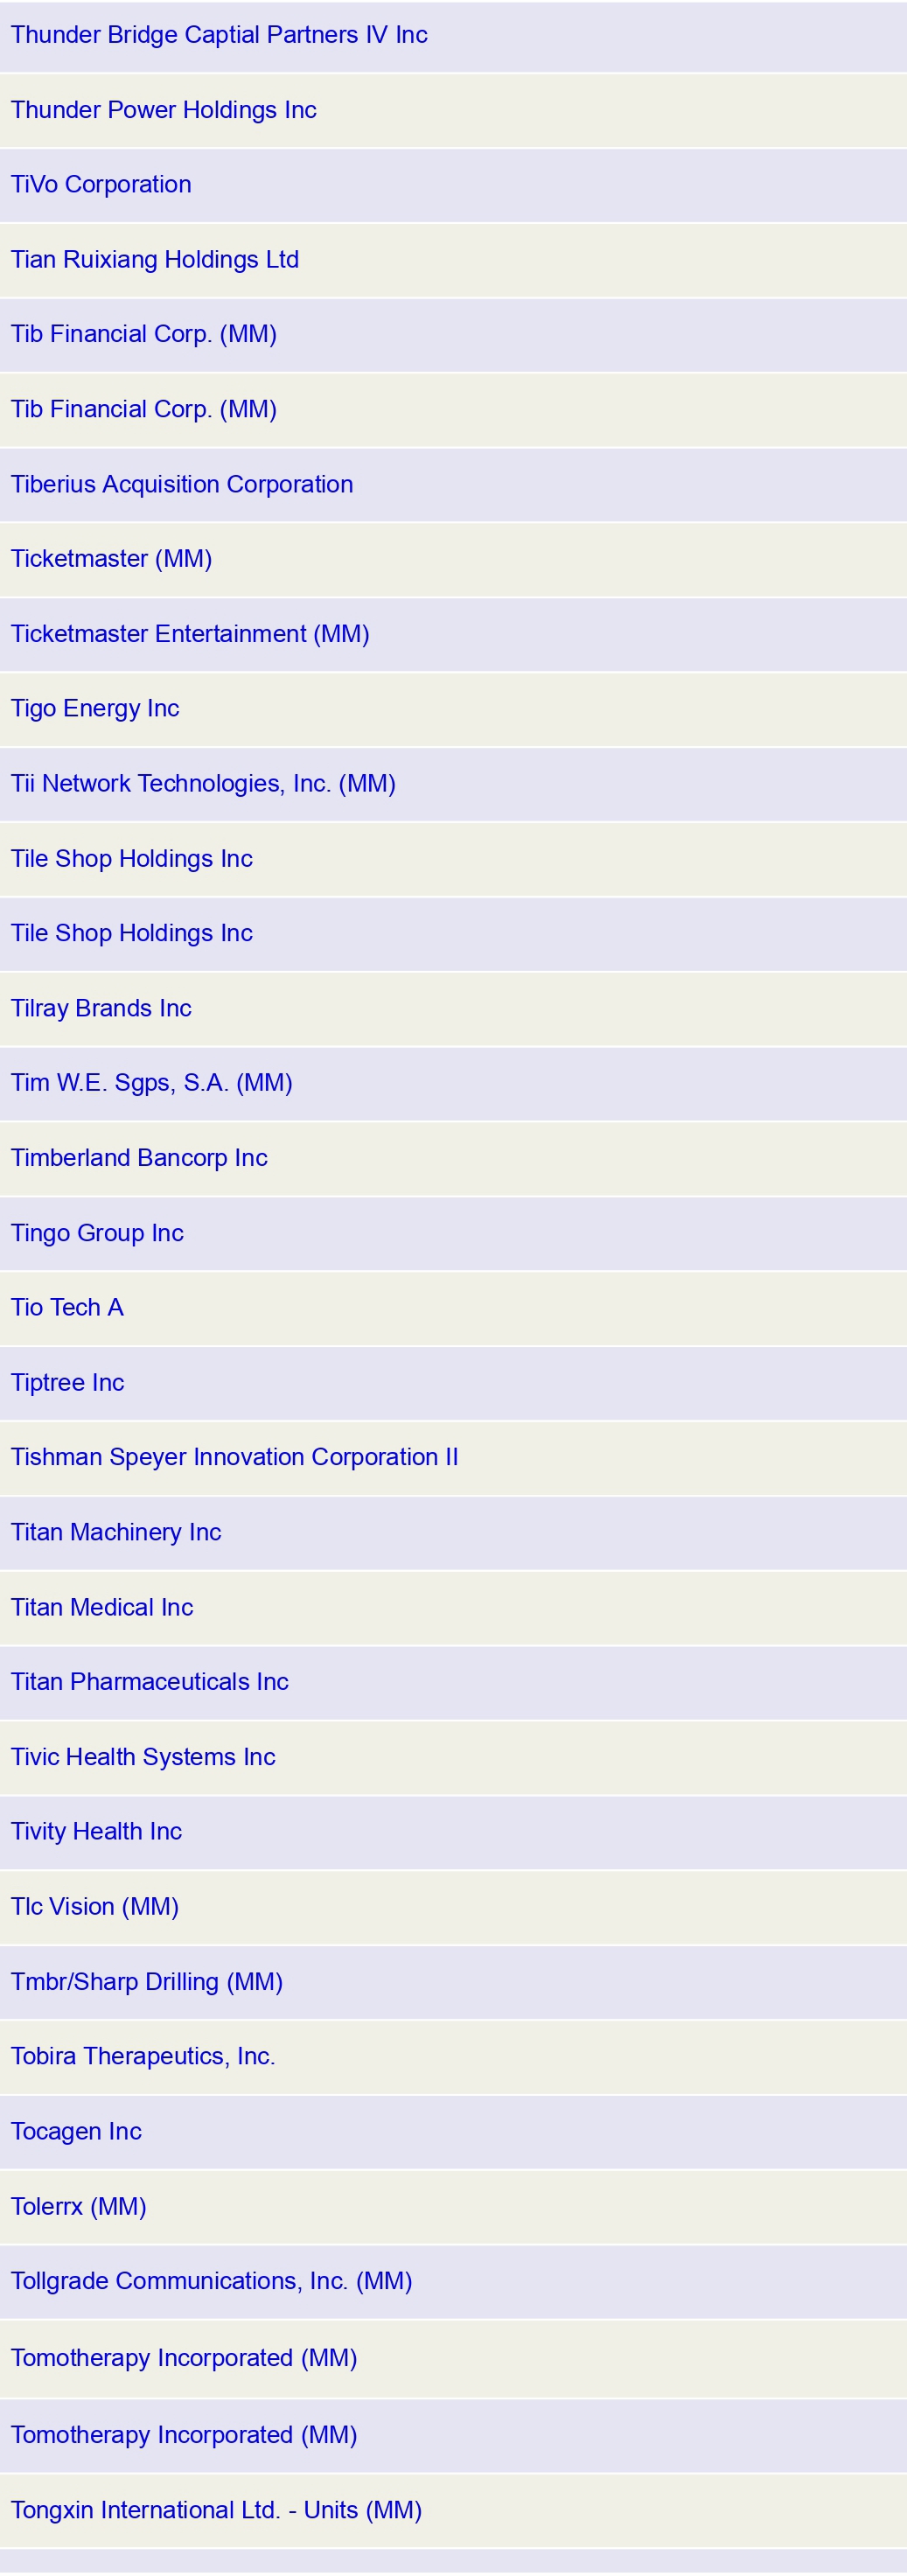 Thunder Bridge Captial Partners IV Inc
Thunder Power Holdings Inc
TiVo Corporation
Tian Ruixiang Holdings Ltd
Tib Financial Corp. (MM)
Tib Financial Corp. (MM)
Tiberius Acquisition Corporation
Ticketmaster (MM)
Ticketmaster Entertainment (MM)
Tigo Energy Inc
Tii Network Technologies, Inc. (MM)
Tile Shop Holdings Inc
Tile Shop Holdings Inc
Tilray Brands Inc
Tim W.E. Sgps, S.A. (MM)
Timberland Bancorp Inc
Tingo Group Inc
Tio Tech A
Tiptree Inc
Tishman Speyer Innovation Corporation II
Titan Machinery Inc
Titan Medical Inc
Titan Pharmaceuticals Inc
Tivic Health Systems Inc
Tivity Health Inc
Tlc Vision (MM)
Tmbr/Sharp Drilling (MM)
Tobira Therapeutics, Inc.
Tocagen Inc
Tolerrx (MM)
Tollgrade Communications, Inc. (MM)
Tomotherapy Incorporated (MM)
Tomotherapy Incorporated (MM)
Tongxin International Ltd. - Units (MM)